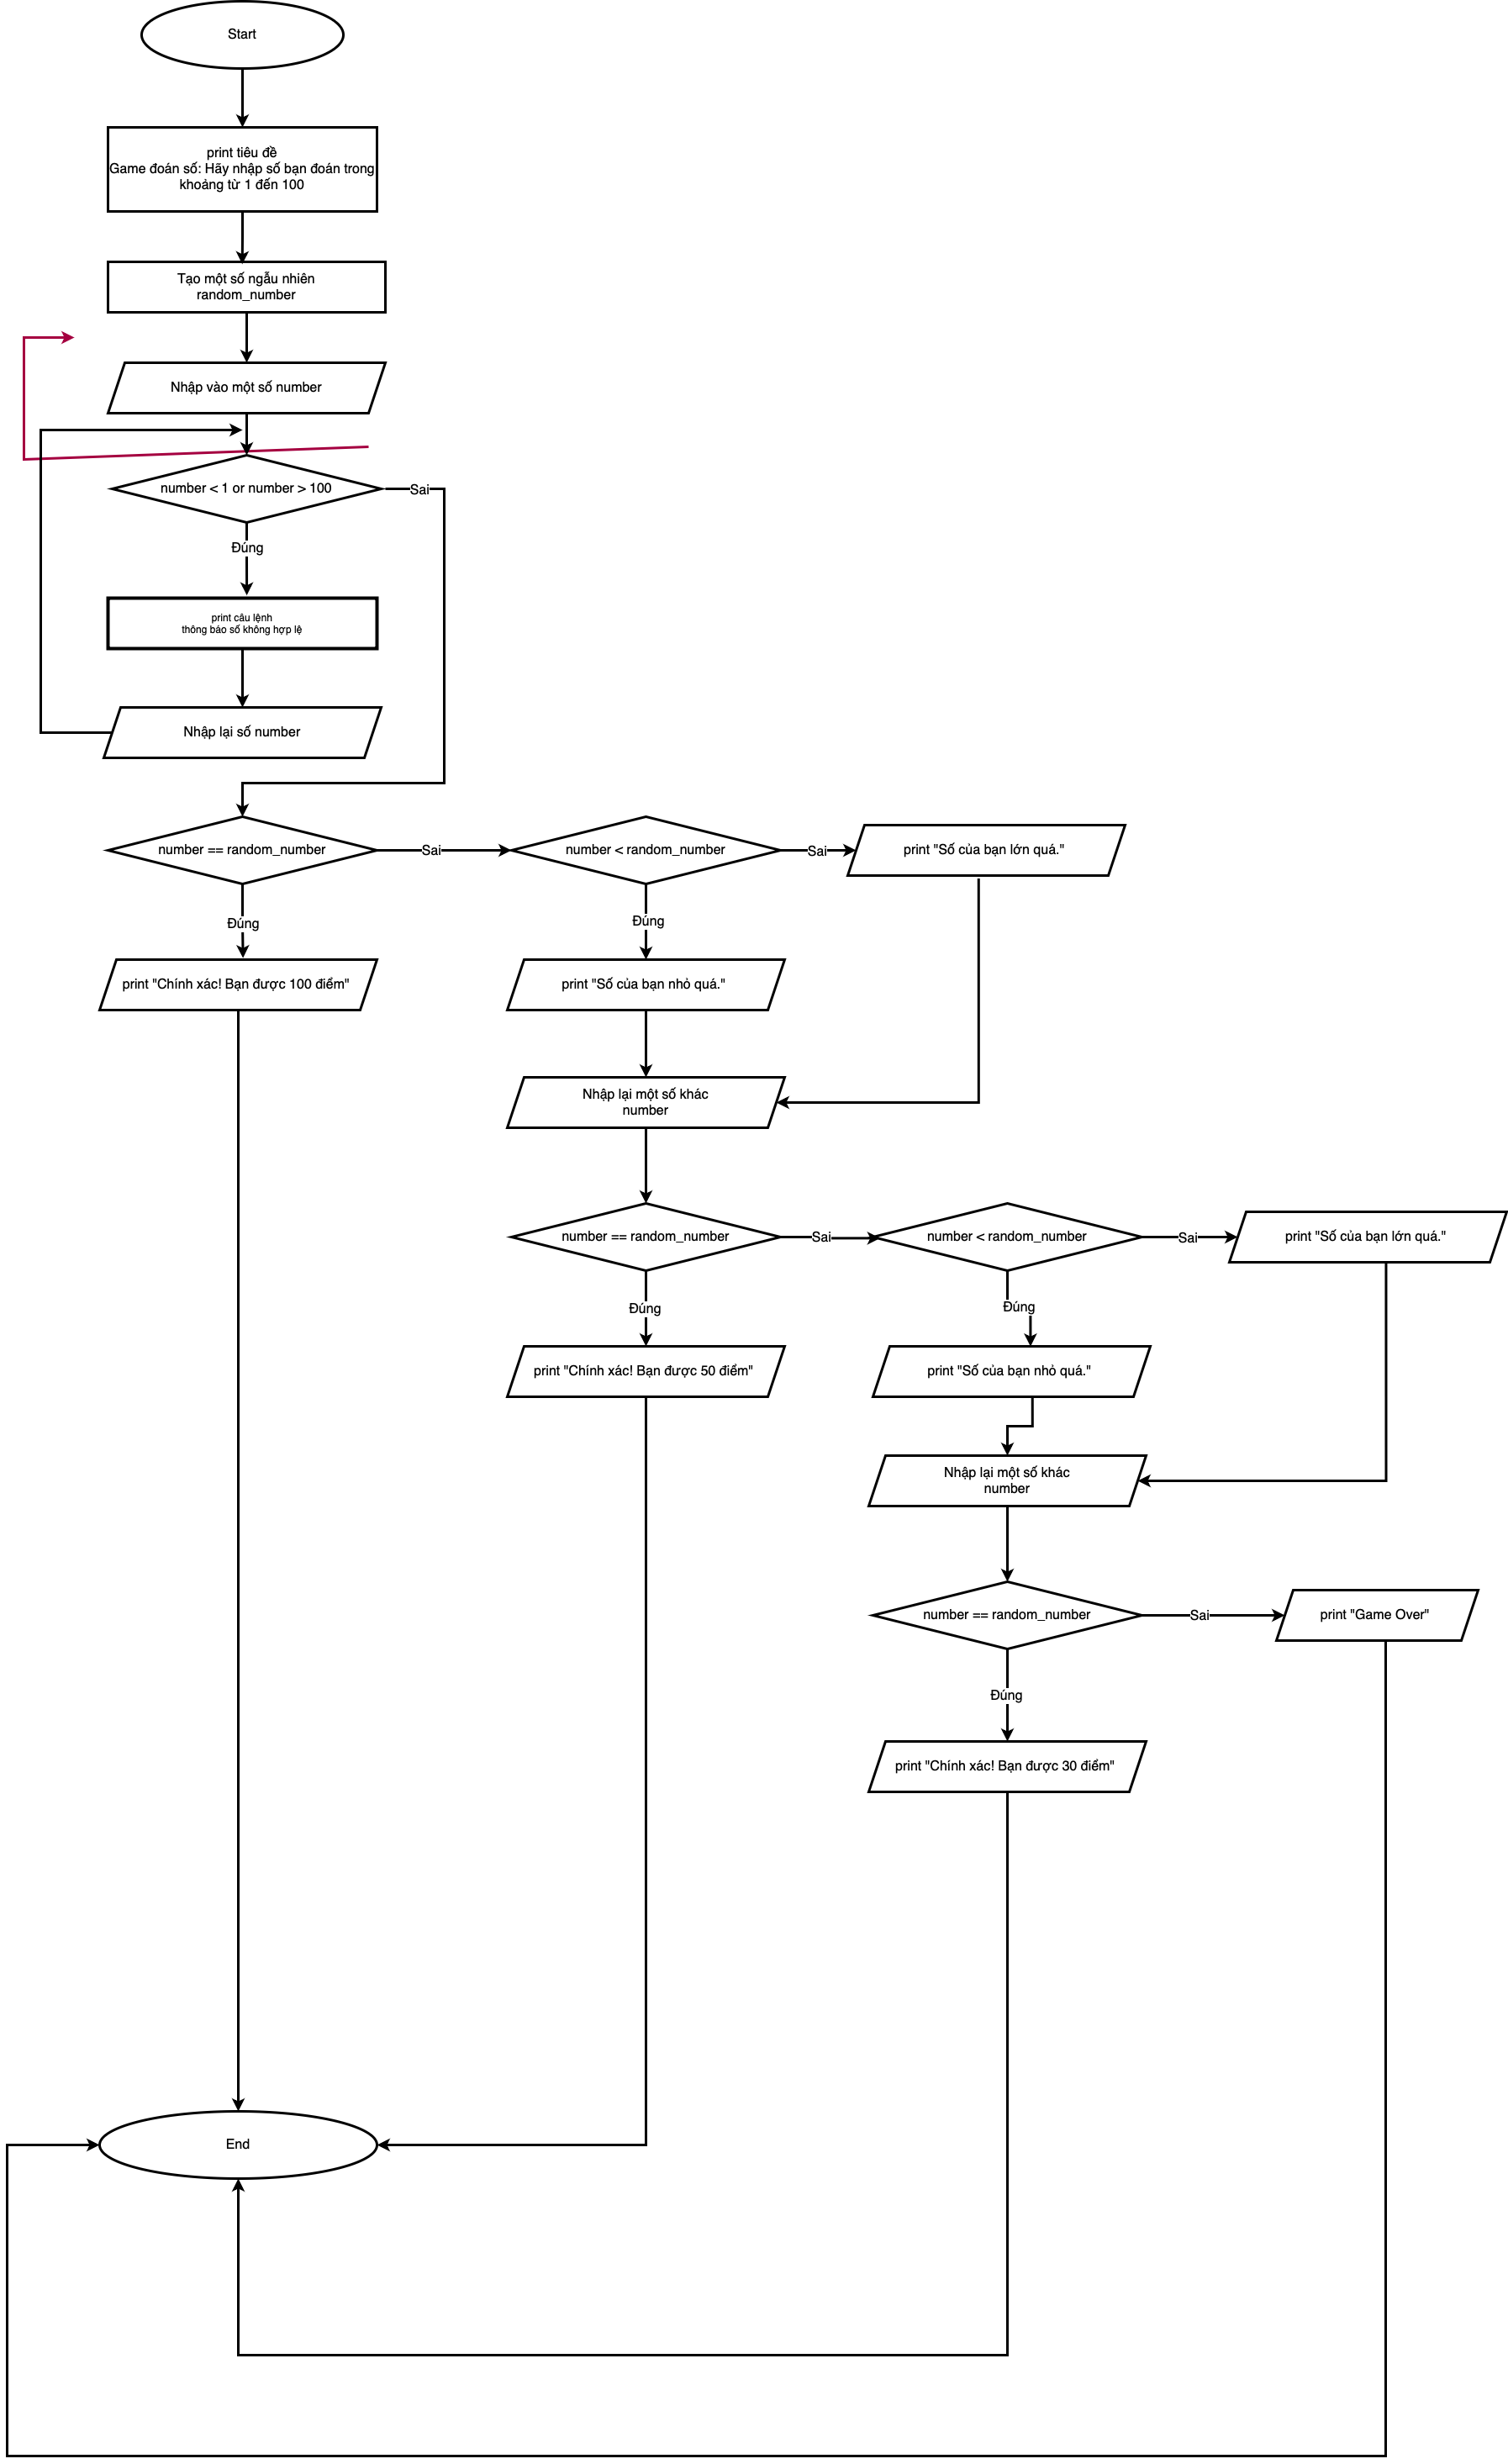 Start
print tiêu đề
Game đoán số: Hãy nhập số bạn đoán trong
khoảng từ 1 đến 100
Tạo một số ngẫu nhiên
random_number
Nhập vào một số number
number < 1 or number > 100
Sai
Đúng
print câu lệnh
thông báo số không hợp lệ
Nhập lại số number
number == random_number
Sai
number < random_number
Sai
print "Số của bạn lớn quá."
Đúng
Đúng
print "Chính xác! Bạn được 100 điểm"
print "Số của bạn nhỏ quá."
Nhập lại một số khác
number
number == random_number
Sai
number < random_number
Sai
print "Số của bạn lớn quá."
Đúng
Đúng
print "Chính xác! Bạn được 50 điểm"
print "Số của bạn nhỏ quá."
Nhập lại một số khác
number
number == random_number
Sai
print "Game Over"
Đúng
print "Chính xác! Bạn được 30 điểm"
End